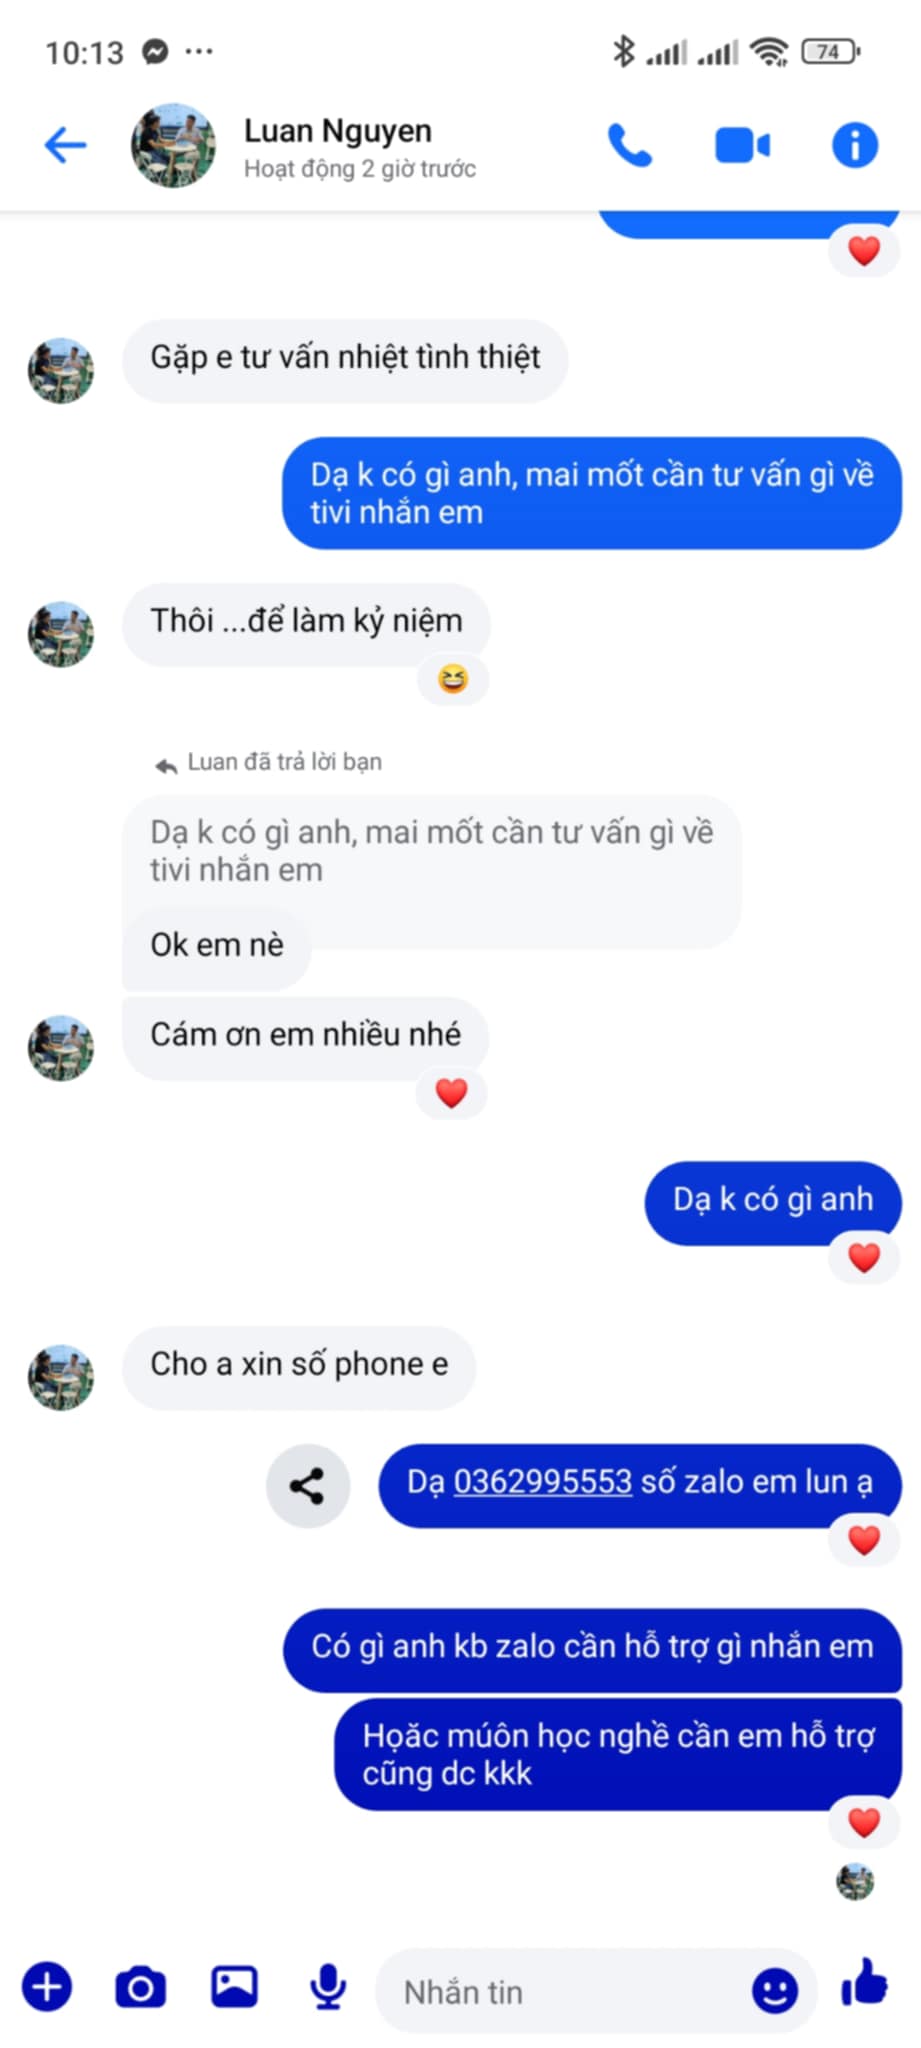 10:13
74
Luan Nguyen
Hoạt động 2 giờ trước
Gặp e tư vấn nhiệt tình thiệt
Dạ k có gì anh, mai mốt cần tư vấn gì về
tivi nhắn em
Thôi ...để làm kỷ niệm
Luan đã trả lời bạn
Dạ k có gì anh, mai mốt cần tư vấn gì về
tivi nhắn em
Ok em nè
Cám ơn em nhiều nhé
Dạ k có gì anh
Cho a xin số phone e
Dạ 0362995553 số zalo em lun ạ
Có gì anh kb zalo cần hỗ trợ gì nhắn em
Họăc múôn học nghề cần em hỗ trợ
cũng dc kkk
Nhắn tin